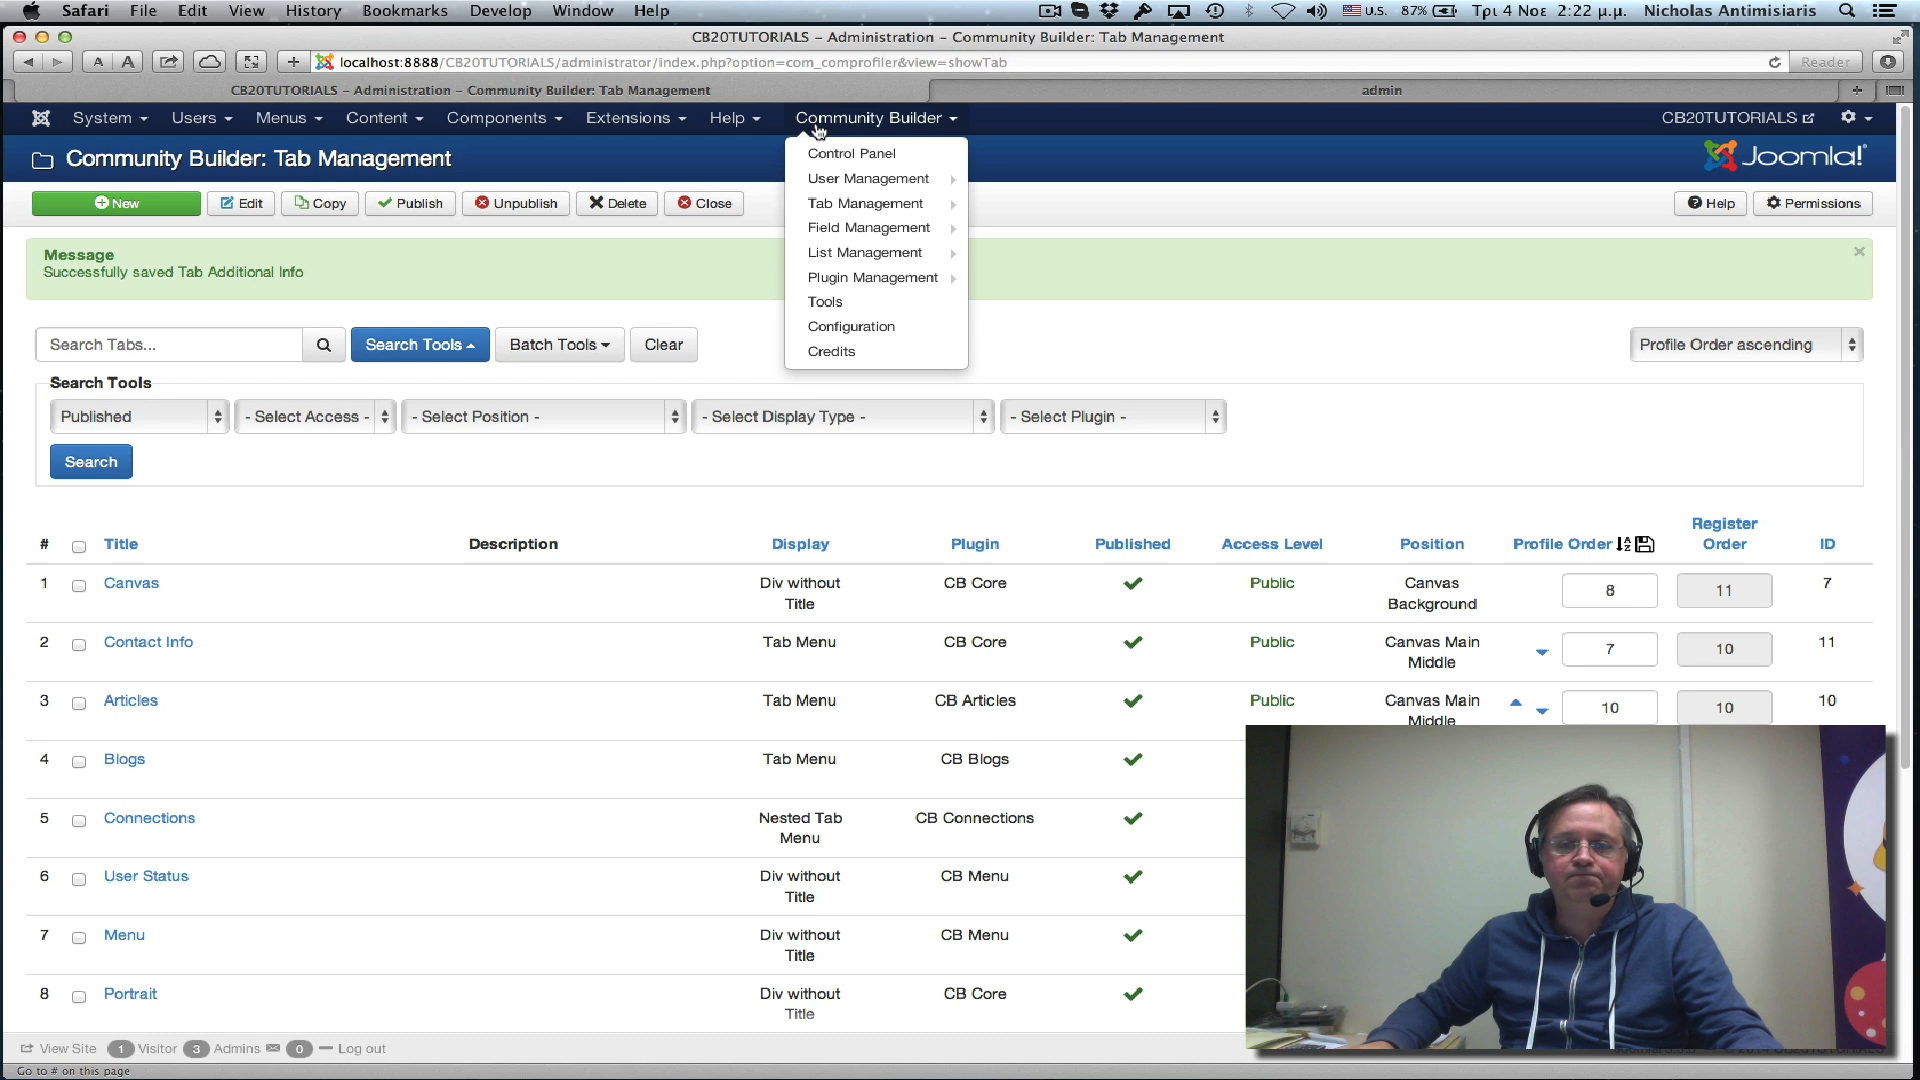 Safari File Edit View History Bookmarks Develop Window Help U.S. 87% Τρι 4 Νοε 2:22 μ.μ. Nicholas Antimisiaris
CB20TUTORIALS – Administration – Community Builder: Tab Management
A A + localhost:8888/CB20TUTORIALS/administrator/index.php?option=com_comprofiler&view=showTab Reader
CB20TUTORIALS – Administration – Community Builder: Tab Management admin +
System Users Menus Content Components Extensions Help Community Builder CB20TUTORIALS
Community Builder: Tab Management Joomla!
Control Panel
User Management
Tab Management
Field Management
List Management
Plugin Management
Tools
Configuration
Credits
New Edit Copy Publish Unpublish Delete Close Help Permissions
Message
Successfully saved Tab Additional Info
Search Tabs... Search Tools Batch Tools Clear Profile Order ascending
Search Tools
Published - Select Access - - Select Position - - Select Display Type - - Select Plugin -
Search
# Title Description Display Plugin Published Access Level Position Profile Order Register Order ID
1 Canvas Div without Title CB Core Public Canvas Background 8 11 7
2 Contact Info Tab Menu CB Core Public Canvas Main Middle 7 10 11
3 Articles Tab Menu CB Articles Public Canvas Main Middle 10 10 10
4 Blogs Tab Menu CB Blogs
5 Connections Nested Tab Menu CB Connections
6 User Status Div without Title CB Menu
7 Menu Div without Title CB Menu
8 Portrait Div without Title CB Core
View Site 1 Visitor 3 Admins 0 Log out
Go to # on this page